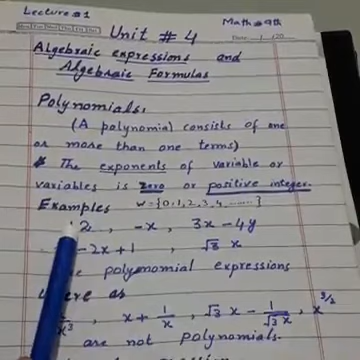 Lecture #1
Math #9th
Unit # 4
Algebraic expressions and
Algebraic Formulas
Polynomials:
(A polynomial consists of one
or more than one terms)
* The exponents of variable or
variables is zero or positive integer.
Examples W={0,1,2,3,4,......}
2, -x, 3x-4y
-2x+1, √3 x
polynomial expressions
where as
x³, x+1/x, √3 x - 1/(√3 x), x^(3/2)
are not polynomials.